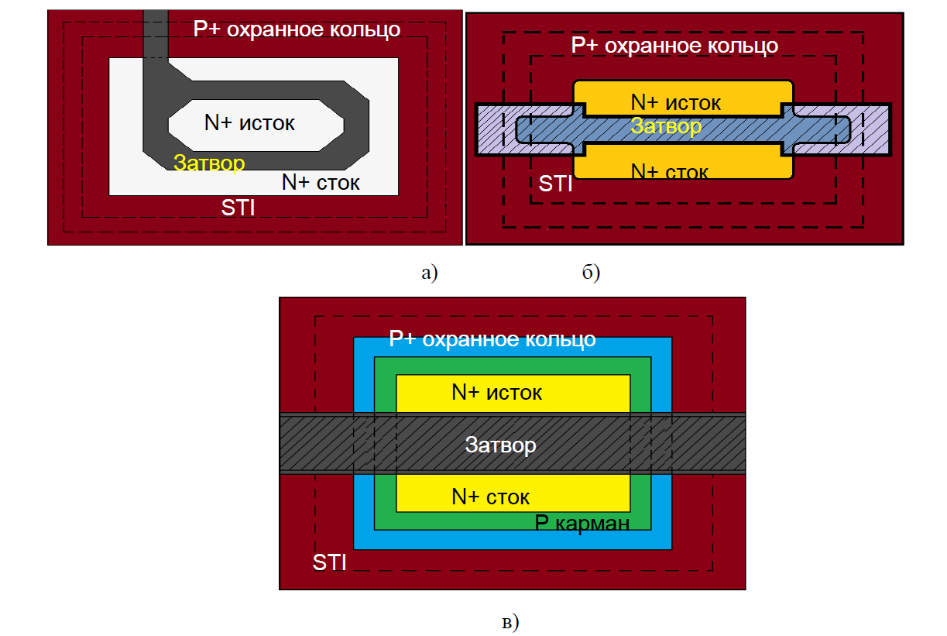 P+ охранное кольцо
N+ исток
Затвор
N+ сток
STI
P+ охранное кольцо
N+ исток
Затвор
N+ сток
STI
а)
б)
P+ охранное кольцо
N+ исток
Затвор
N+ сток
P карман
STI
в)